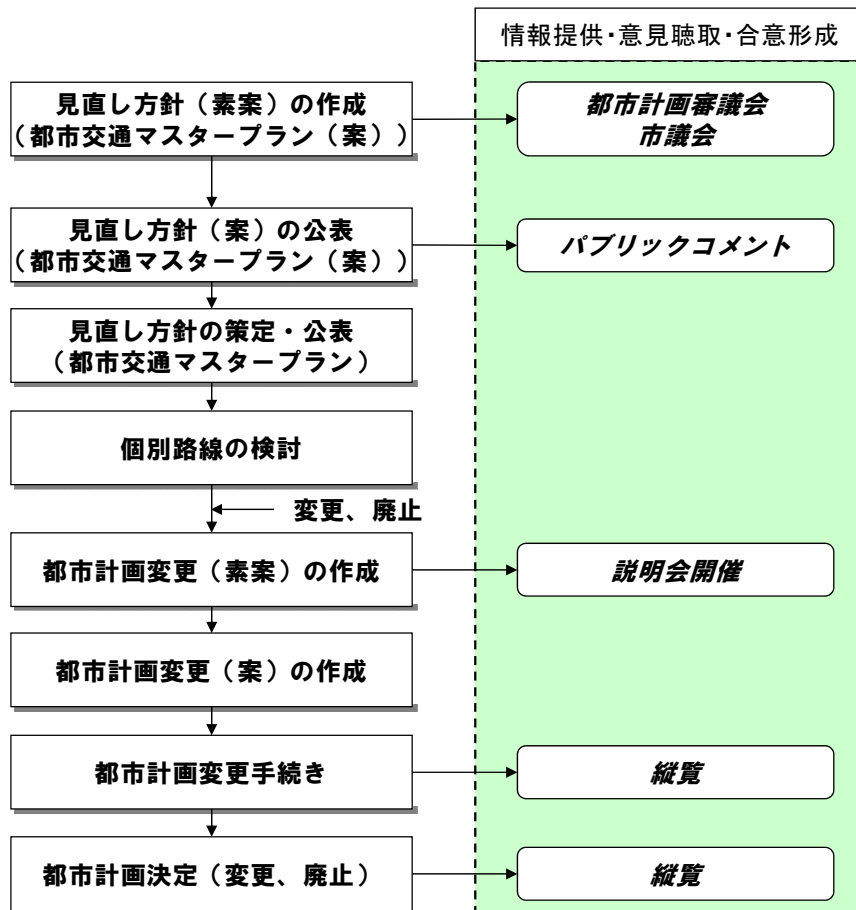 情報提供・意見聴取・合意形成
見直し方針（素案）の作成
（都市交通マスタープラン（案））
都市計画審議会
市議会
見直し方針（案）の公表
（都市交通マスタープラン（案））
パブリックコメント
見直し方針の策定・公表
（都市交通マスタープラン）
個別路線の検討
変更、廃止
都市計画変更（素案）の作成
説明会開催
都市計画変更（案）の作成
都市計画変更手続き
縦覧
都市計画決定（変更、廃止）
縦覧